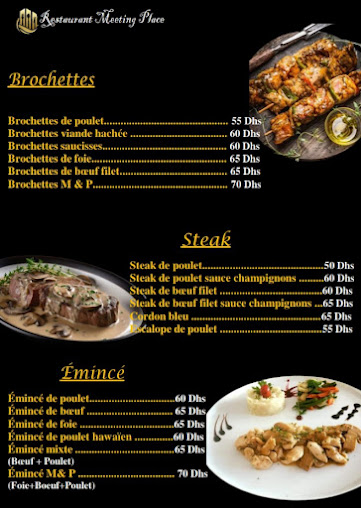 Restaurant Meeting Place
Brochettes
Brochettes de poulet.......................................... 55 Dhs
Brochettes viande hachée ................................ 60 Dhs
Brochettes saucisses.......................................... 60 Dhs
Brochettes de foie.............................................. 65 Dhs
Brochettes de bœuf filet.................................... 65 Dhs
Brochettes M & P............................................. 70 Dhs
Steak
Steak de poulet..........................................50 Dhs
Steak de poulet sauce champignons .........60 Dhs
Steak de bœuf filet ....................................60 Dhs
Steak de bœuf filet sauce champignons ...65 Dhs
Cordon bleu .............................................65 Dhs
Escalope de poulet ................................... 55 Dhs
Émincé
Émincé de poulet............................60 Dhs
Émincé de bœuf ............................ 65 Dhs
Émincé de foie ............................... 65 Dhs
Émincé de poulet hawaïen .............60 Dhs
Émincé mixte ................................. 65 Dhs
(Bœuf + Poulet)
Émincé M& P ................................ 70 Dhs
(Foie+Boeuf+Poulet)